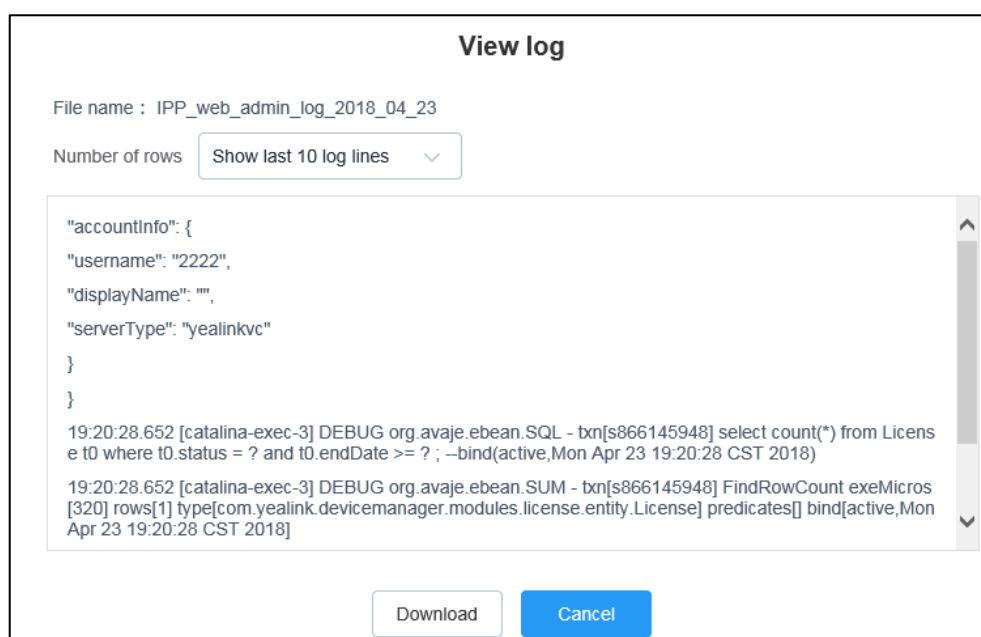 View log
File name : IPP_web_admin_log_2018_04_23
Number of rows Show last 10 log lines
"accountInfo": {
"username": "2222",
"displayName": "",
"serverType": "yealinkvc"
}
}
19:20:28.652 [catalina-exec-3] DEBUG org.avaje.ebean.SQL - txn[s866145948] select count(*) from Licens
e t0 where t0.status = ? and t0.endDate >= ? ; --bind(active,Mon Apr 23 19:20:28 CST 2018)
19:20:28.652 [catalina-exec-3] DEBUG org.avaje.ebean.SUM - txn[s866145948] FindRowCount exeMicros
[320] rows[1] type[com.yealink.devicemanager.modules.license.entity.License] predicates[] bind[active,Mon
Apr 23 19:20:28 CST 2018]
Download Cancel